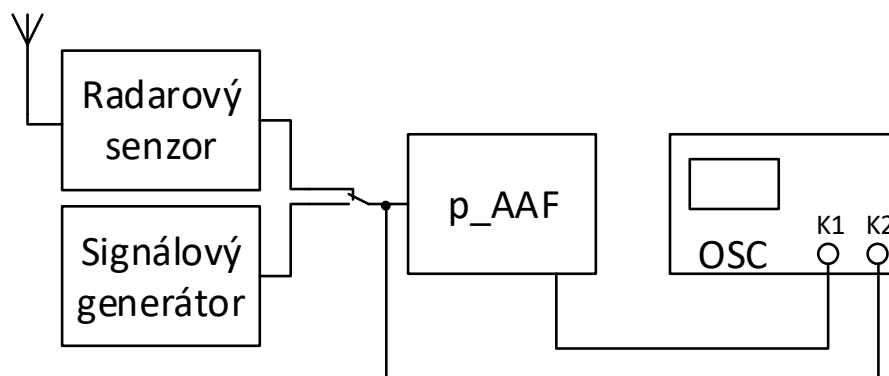 Radarový
senzor
Signálový
generátor
p_AAF
OSC
K1
K2